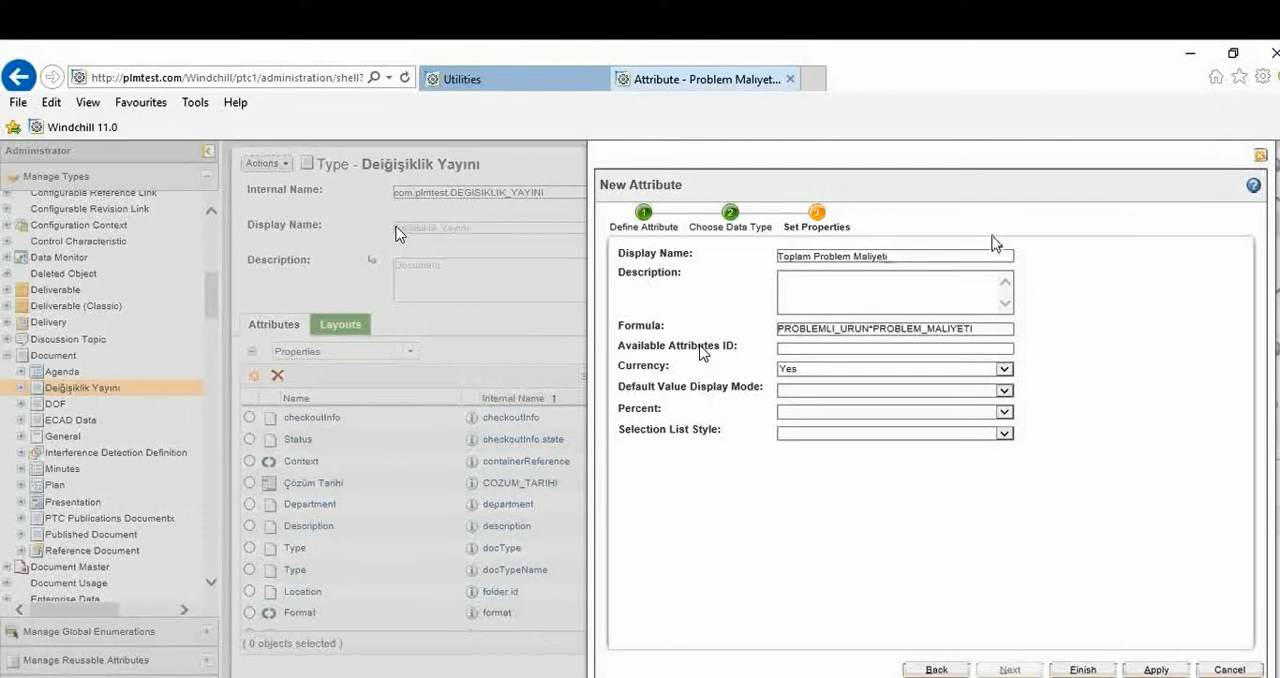 http://plmtest.com/Windchill/ptc1/administration/shell?
Utilities
Attribute - Problem Maliyet...
File Edit View Favourites Tools Help
Windchill 11.0
Administrator
Manage Types
Configurable Reference Link
Configurable Revision Link
Configuration Context
Control Characteristic
Data Monitor
Deleted Object
Deliverable
Deliverable (Classic)
Delivery
Discussion Topic
Document
Agenda
Deiğişiklik Yayını
DOF
ECAD Data
General
Interference Detection Definition
Minutes
Plan
Presentation
PTC Publications Documentx
Published Document
Reference Document
Document Master
Document Usage
Enterprise Data
Manage Global Enumerations
Manage Reusable Attributes
Actions
Type - Deiğişiklik Yayını
Internal Name: com.plmtest.DEGISIKLIK_YAYINI
Display Name:
Description: Document
Attributes Layouts
Properties
Name Internal Name
checkoutInfo checkoutInfo
Status checkoutInfo.state
Context containerReference
Çözüm Tarihi COZUM_TARIHI
Department department
Description description
Type docType
Type docTypeName
Location folder.id
Format format
( 0 objects selected )
New Attribute
1 2 3
Define Attribute Choose Data Type Set Properties
Display Name: Toplam Problem Maliyeti_
Description:
Formula: PROBLEMLI_URUN*PROBLEM_MALIYETI
Available Attributes ID:
Currency: Yes
Default Value Display Mode:
Percent:
Selection List Style:
Back Next Finish Apply Cancel